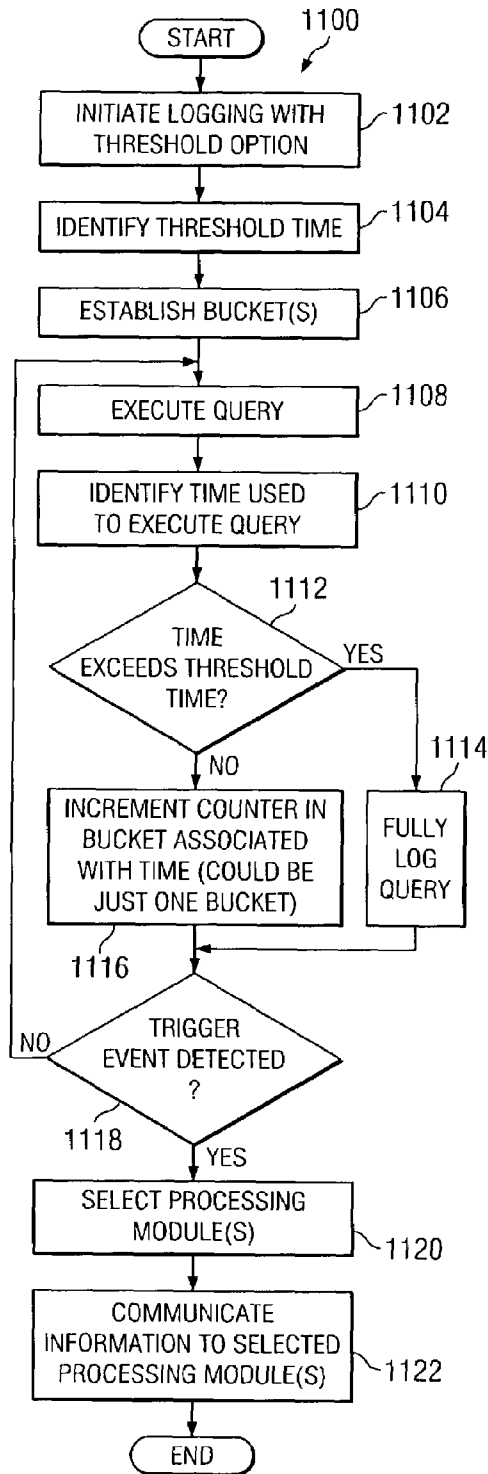 START
1100
INITIATE LOGGING WITH
THRESHOLD OPTION
1102
IDENTIFY THRESHOLD TIME
1104
ESTABLISH BUCKET(S)
1106
EXECUTE QUERY
1108
IDENTIFY TIME USED
TO EXECUTE QUERY
1110
1112
TIME
EXCEEDS THRESHOLD
TIME?
YES
NO
1114
FULLY
LOG
QUERY
INCREMENT COUNTER IN
BUCKET ASSOCIATED
WITH TIME (COULD BE
JUST ONE BUCKET)
1116
TRIGGER
EVENT DETECTED
?
NO
1118
YES
SELECT PROCESSING
MODULE(S)
1120
COMMUNICATE
INFORMATION TO SELECTED
PROCESSING MODULE(S)
1122
END